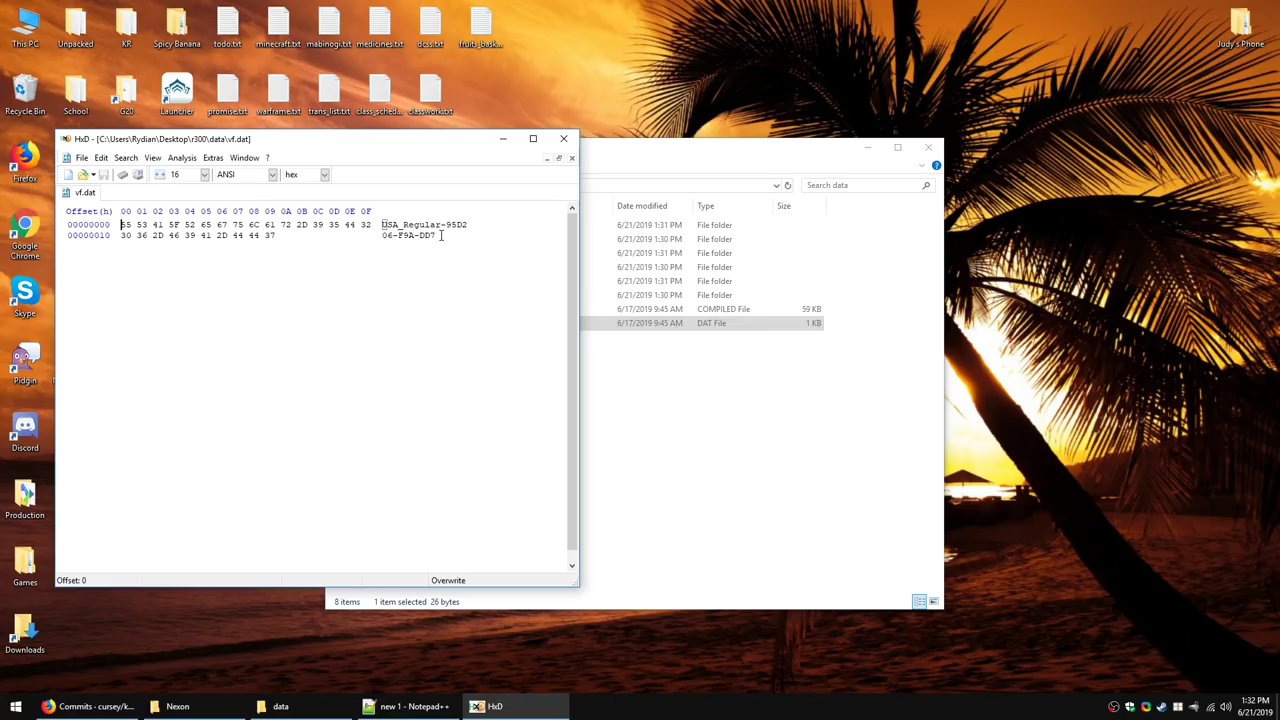 This PC
Unpacked
KR
Spicy Banana
todo.txt
minecraft.txt
mabinogi.txt
medicines.txt
dcss.txt
fruits_bask...
Judy's Phone
Recycle Bin
School
G20
Launcher
promise.txt
warframe.txt
trans_list.txt
class_sched...
classwork.txt
Firefox
Google Chrome
Skype
Pidgin
Discord
Production
Games
Downloads
HxD - [C:\Users\Rydian\Desktop\r300\data\vf.dat]
File Edit Search View Analysis Extras Window ?
16 ANSI hex
vf.dat
Offset(h) 00 01 02 03 04 05 06 07 08 09 0A 0B 0C 0D 0E 0F
00000000 55 53 41 5F 52 65 67 75 6C 61 72 2D 39 35 44 32 USA_Regular-95D2
00000010 30 36 2D 46 39 41 2D 44 44 37 06-F9A-DD7
Offset: 0 Overwrite
Search data
Date modified Type Size
6/21/2019 1:31 PM File folder
6/21/2019 1:30 PM File folder
6/21/2019 1:31 PM File folder
6/21/2019 1:30 PM File folder
6/21/2019 1:31 PM File folder
6/21/2019 1:30 PM File folder
6/17/2019 9:45 AM COMPILED File 59 KB
6/17/2019 9:45 AM DAT File 1 KB
8 items 1 item selected 26 bytes
Commits · cursey/k...
Nexon
data
new 1 - Notepad++
HxD
1:32 PM
6/21/2019